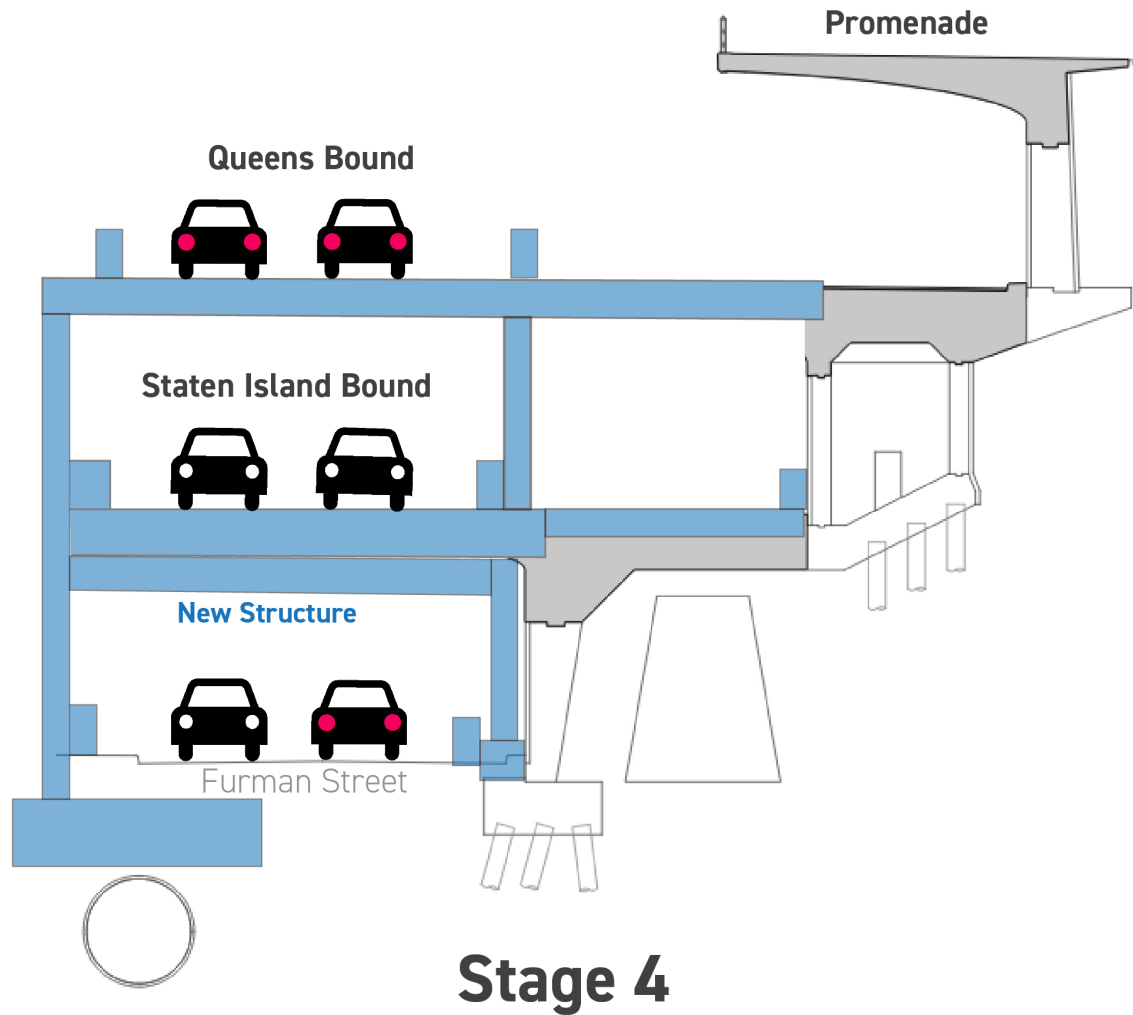 Promenade
Queens Bound
Staten Island Bound
New Structure
Furman Street
Stage 4